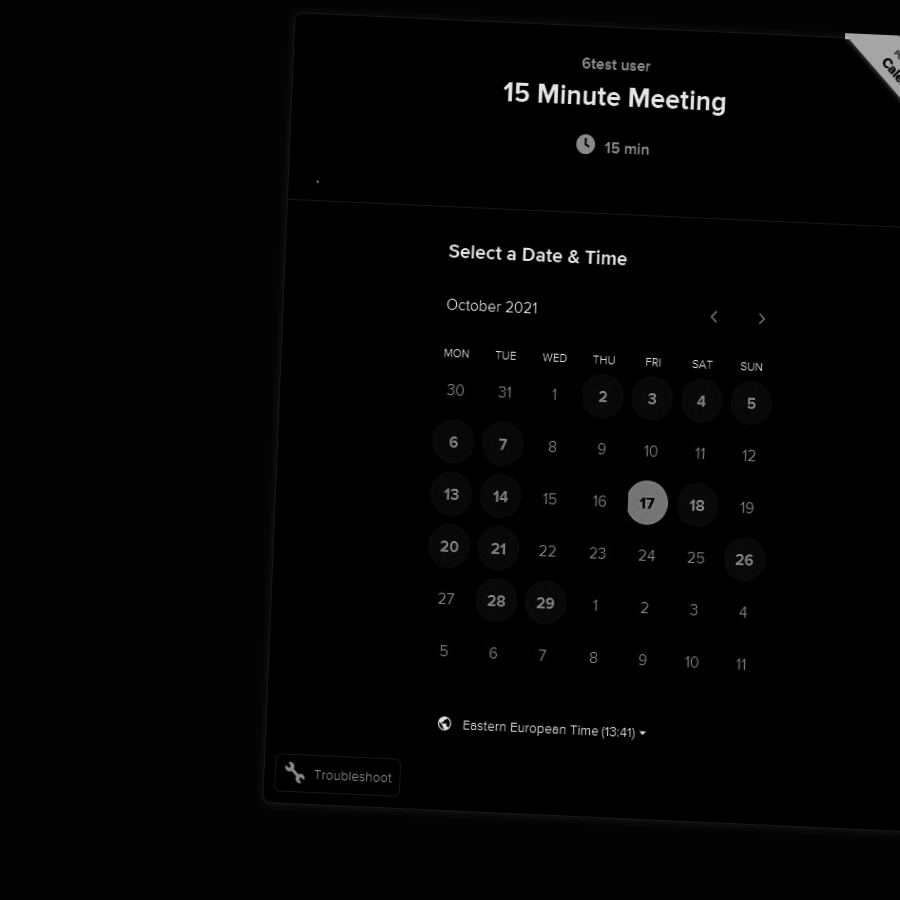 6test user
15 Minute Meeting
15 min
Select a Date & Time
October 2021
MON TUE WED THU FRI SAT SUN
30 31 1 2 3 4 5
6 7 8 9 10 11 12
13 14 15 16 17 18 19
20 21 22 23 24 25 26
27 28 29 1 2 3 4
5 6 7 8 9 10 11
Eastern European Time (13:41)
Troubleshoot